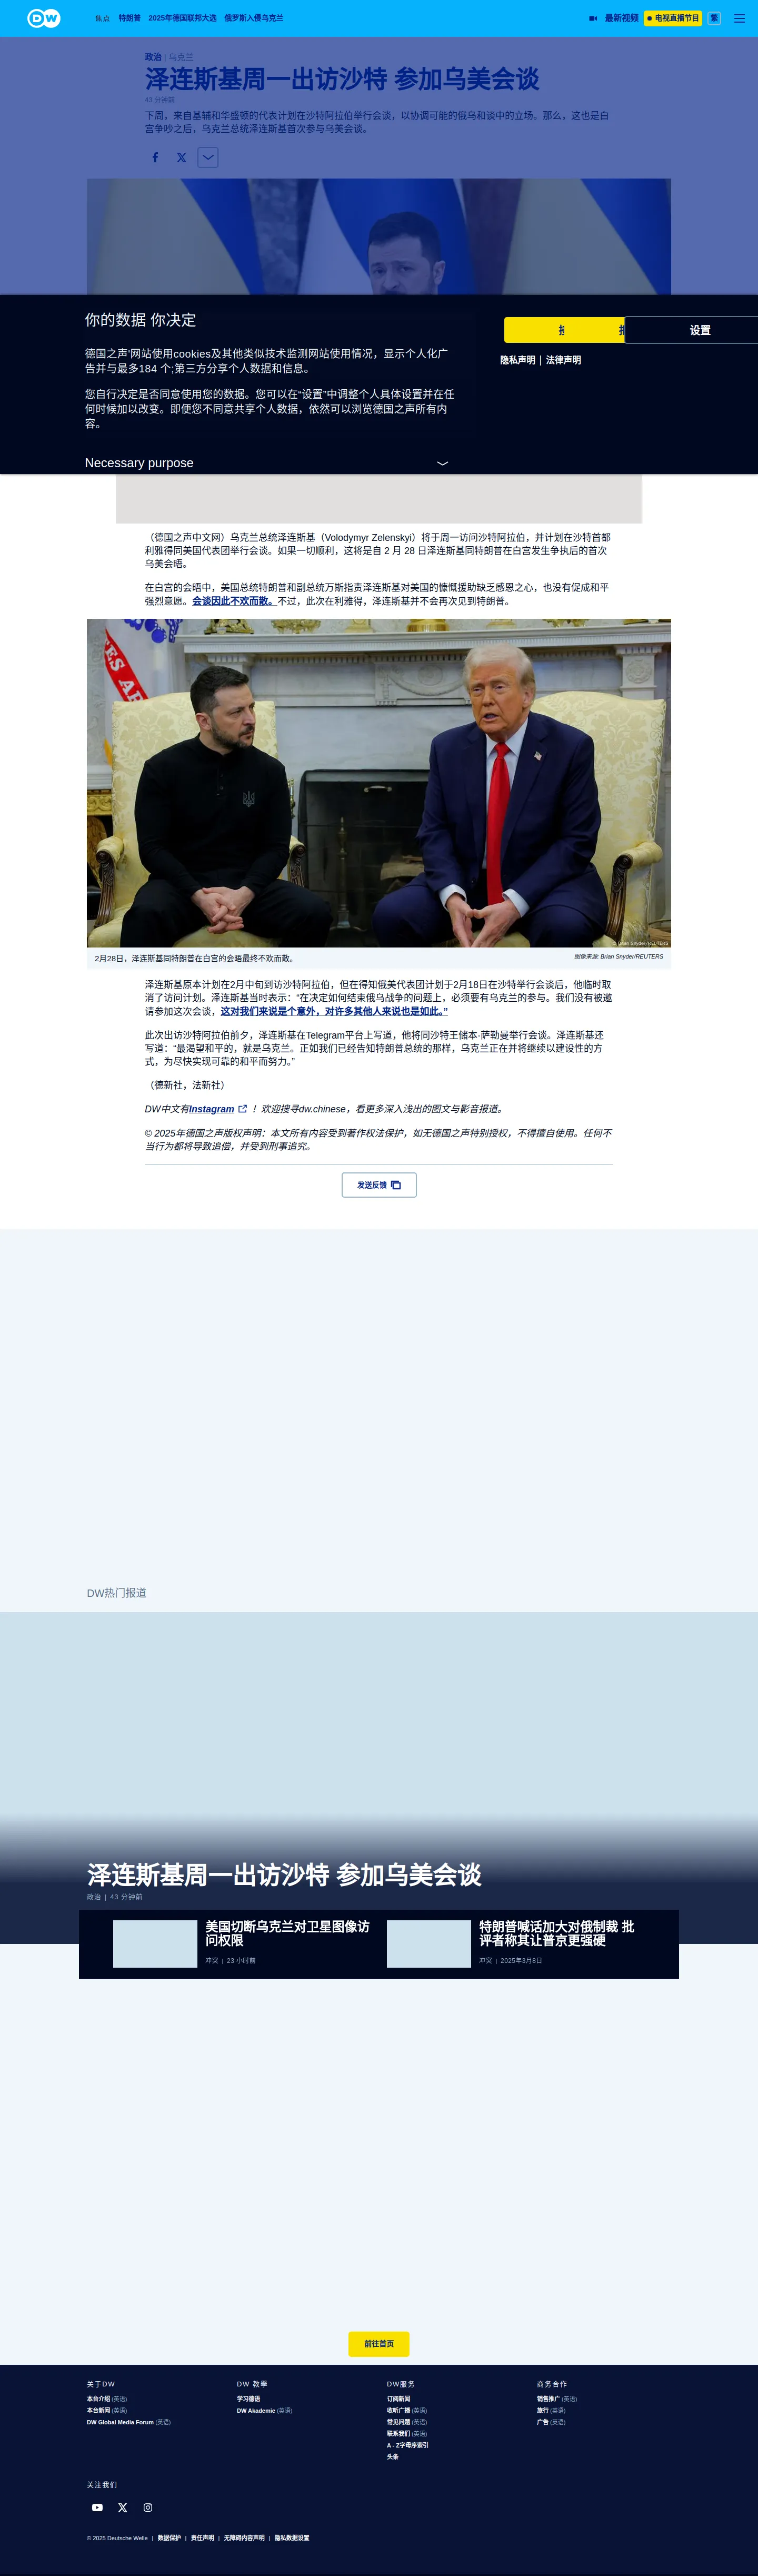 DW
焦点 特朗普 2025年德国联邦大选 俄罗斯入侵乌克兰
最新视频 电视直播节目 繁
政治 | 乌克兰
泽连斯基周一出访沙特 参加乌美会谈
43 分钟前
下周，来自基辅和华盛顿的代表计划在沙特阿拉伯举行会谈，以协调可能的俄乌和谈中的立场。那么，这也是白
宫争吵之后，乌克兰总统泽连斯基首次参与乌美会谈。
你的数据 你决定
德国之声'网站使用cookies及其他类似技术监测网站使用情况，显示个人化广
告并与最多184 个;第三方分享个人数据和信息。
您自行决定是否同意使用您的数据。您可以在“设置”中调整个人具体设置并在任
何时候加以改变。即便您不同意共享个人数据，依然可以浏览德国之声所有内
容。
Necessary purpose
设置
隐私声明 | 法律声明
（德国之声中文网）乌克兰总统泽连斯基（Volodymyr Zelenskyi）将于周一访问沙特阿拉伯，并计划在沙特首都
利雅得同美国代表团举行会谈。如果一切顺利，这将是自 2 月 28 日泽连斯基同特朗普在白宫发生争执后的首次
乌美会晤。
在白宫的会晤中，美国总统特朗普和副总统万斯指责泽连斯基对美国的慷慨援助缺乏感恩之心，也没有促成和平
强烈意愿。会谈因此不欢而散。不过，此次在利雅得，泽连斯基并不会再次见到特朗普。
© Brian Snyder/REUTERS
2月28日，泽连斯基同特朗普在白宫的会晤最终不欢而散。
图像来源: Brian Snyder/REUTERS
泽连斯基原本计划在2月中旬到访沙特阿拉伯，但在得知俄美代表团计划于2月18日在沙特举行会谈后，他临时取
消了访问计划。泽连斯基当时表示：“在决定如何结束俄乌战争的问题上，必须要有乌克兰的参与。我们没有被邀
请参加这次会谈，这对我们来说是个意外，对许多其他人来说也是如此。”
此次出访沙特阿拉伯前夕，泽连斯基在Telegram平台上写道，他将同沙特王储本·萨勒曼举行会谈。泽连斯基还
写道：“最渴望和平的，就是乌克兰。正如我们已经告知特朗普总统的那样，乌克兰正在并将继续以建设性的方
式，为尽快实现可靠的和平而努力。”
（德新社，法新社）
DW中文有Instagram ！欢迎搜寻dw.chinese，看更多深入浅出的图文与影音报道。
© 2025年德国之声版权声明：本文所有内容受到著作权法保护，如无德国之声特别授权，不得擅自使用。任何不
当行为都将导致追偿，并受到刑事追究。
发送反馈
DW热门报道
泽连斯基周一出访沙特 参加乌美会谈
政治 | 43 分钟前
美国切断乌克兰对卫星图像访
问权限
冲突 | 23 小时前
特朗普喊话加大对俄制裁 批
评者称其让普京更强硬
冲突 | 2025年3月8日
前往首页
关于DW
本台介绍 (英语)
本台新闻 (英语)
DW Global Media Forum (英语)
DW 教學
学习德语
DW Akademie (英语)
DW服务
订阅新闻
收听广播 (英语)
常见问题 (英语)
联系我们 (英语)
A - Z字母序索引
头条
商务合作
销售推广 (英语)
旅行 (英语)
广告 (英语)
关注我们
© 2025 Deutsche Welle | 数据保护 | 责任声明 | 无障碍内容声明 | 隐私数据设置